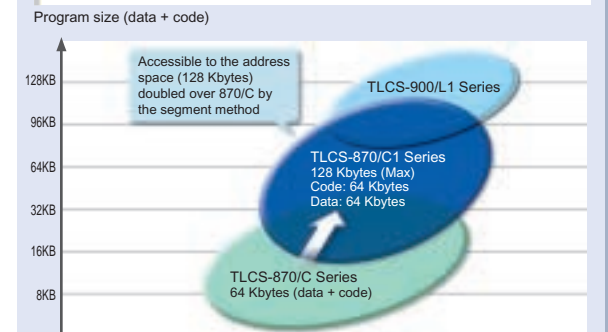 Program size (data + code)
Accessible to the address
space (128 Kbytes)
doubled over 870/C by
the segment method
128KB
96KB
64KB
32KB
16KB
8KB
TLCS-900/L1 Series
TLCS-870/C1 Series
128 Kbytes (Max)
Code: 64 Kbytes
Data: 64 Kbytes
TLCS-870/C Series
64 Kbytes (data + code)